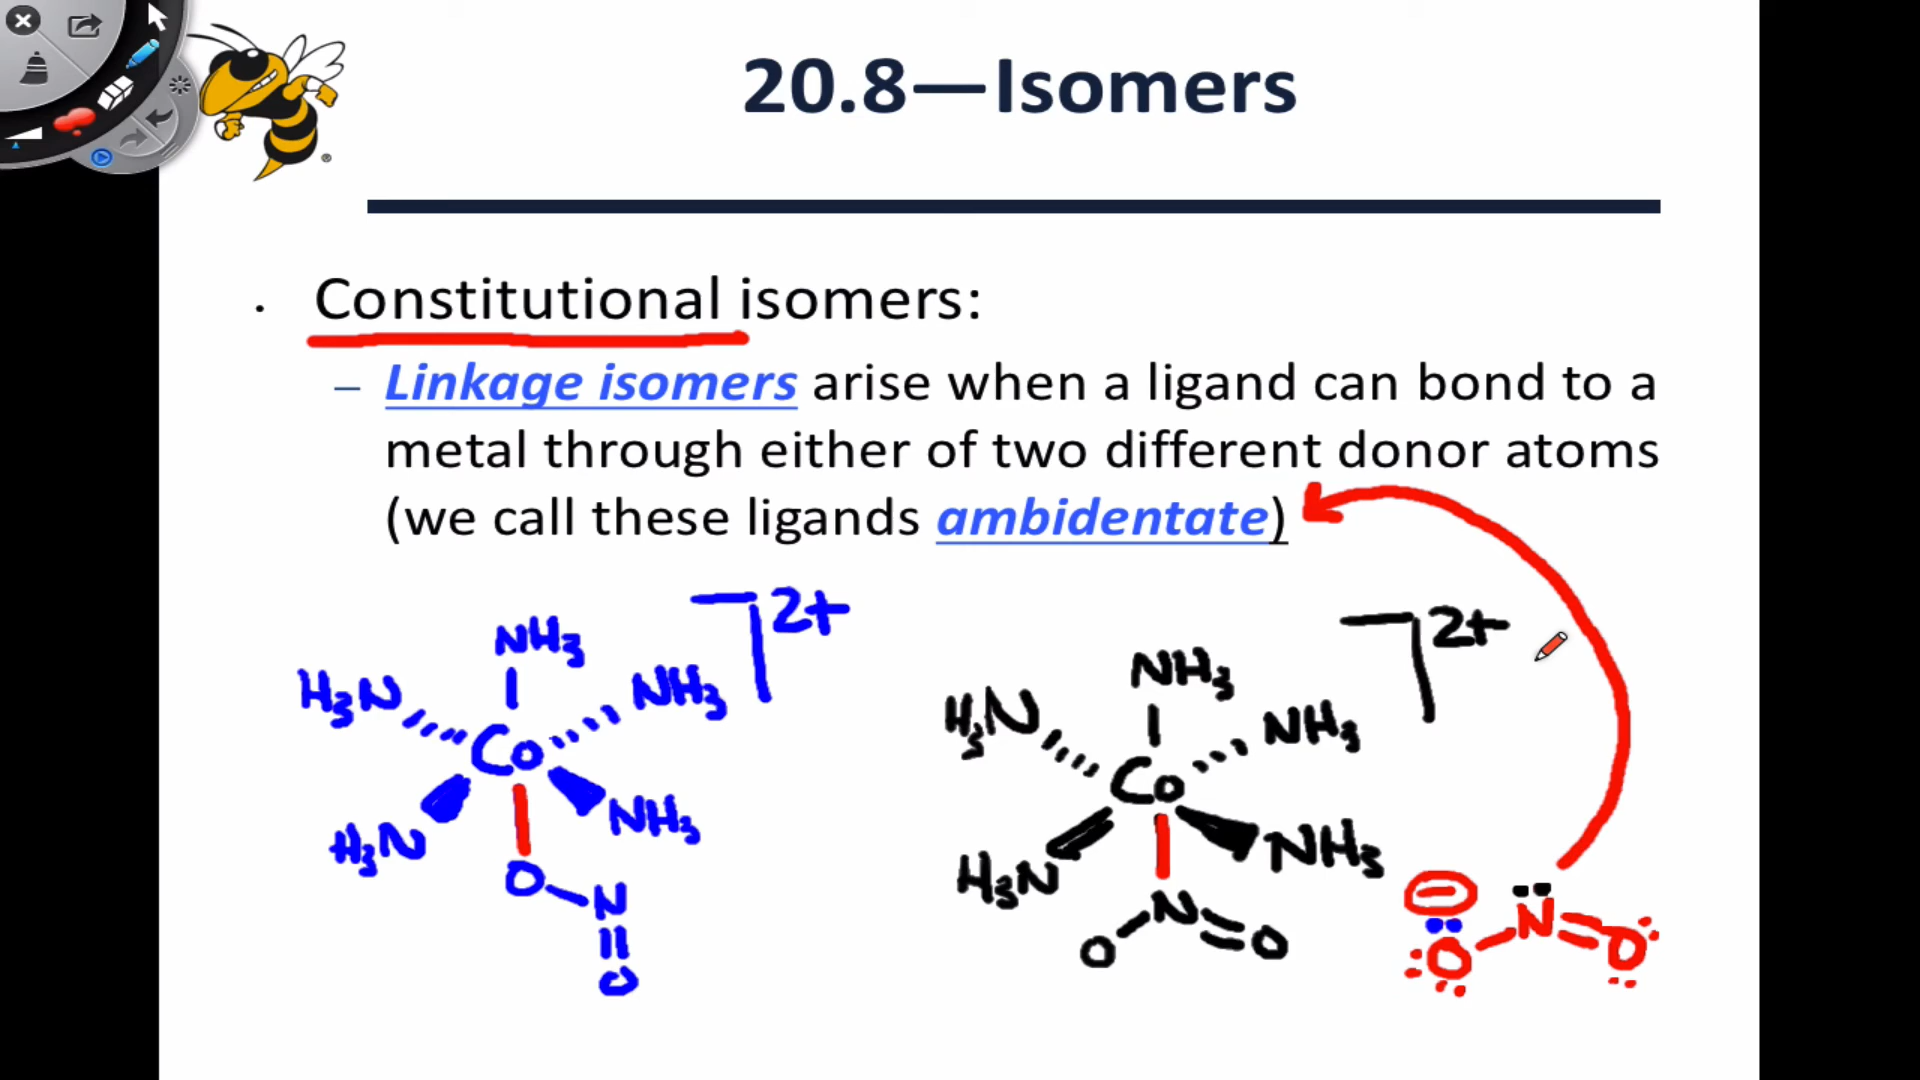 20.8—Isomers
• Constitutional isomers:
– Linkage isomers arise when a ligand can bond to a
metal through either of two different donor atoms
(we call these ligands ambidentate)
2+
NH3
H3N
NH3
Co
H3N
NH3
O
N
O
2+
NH3
H3N
NH3
Co
H3N
NH3
N
O
O
N
O
O
®